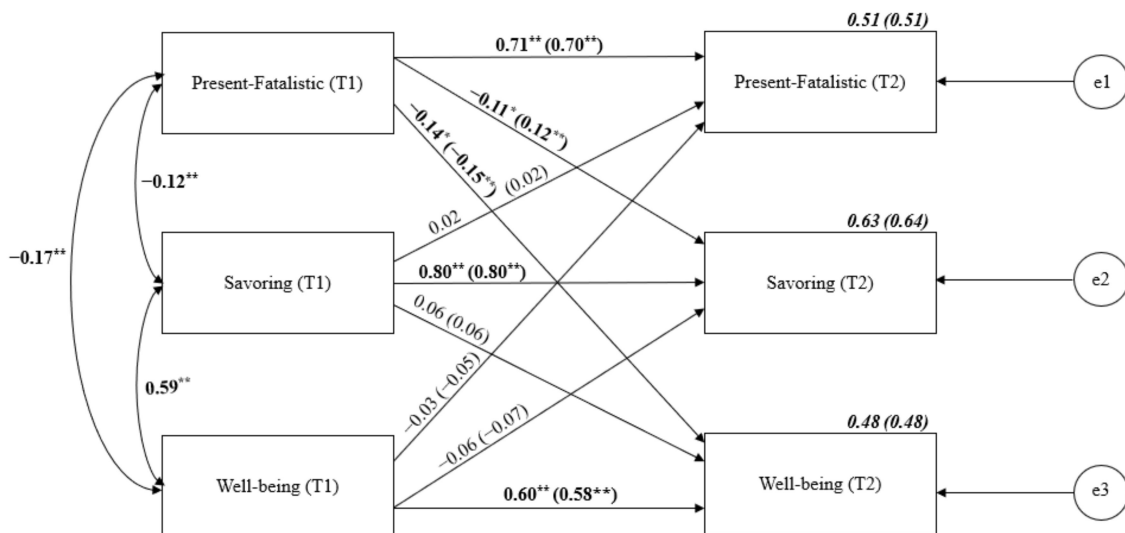 0.51 (0.51)
0.71** (0.70**)
Present-Fatalistic (T1)
Present-Fatalistic (T2)
e1
−0.11* (0.12**)
−0.14* (−0.15**)
−0.12**
0.02 (0.02)
0.63 (0.64)
−0.17**
Savoring (T1)
0.80** (0.80**)
Savoring (T2)
e2
0.06 (0.06)
0.59**
−0.03 (−0.05)
−0.06 (−0.07)
0.48 (0.48)
Well-being (T1)
0.60** (0.58**)
Well-being (T2)
e3